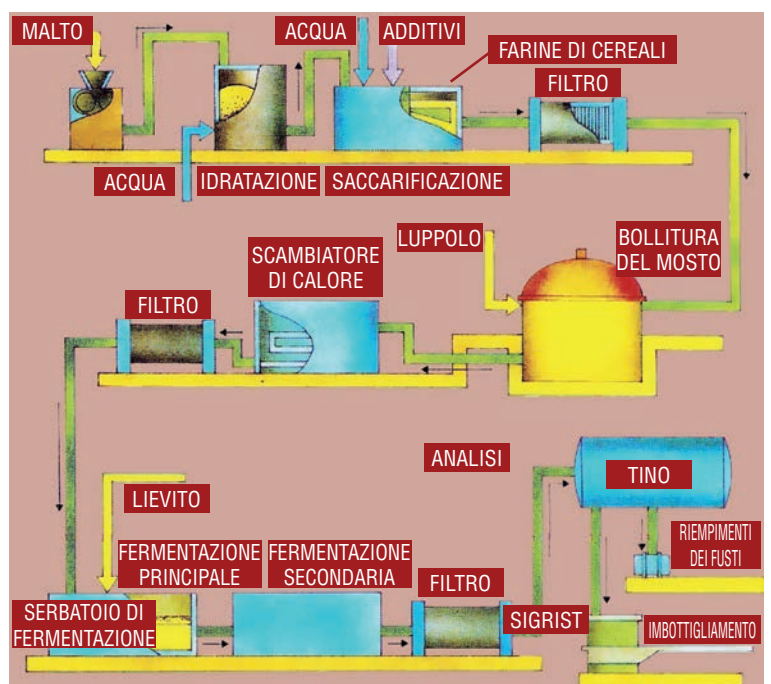 MALTO
ACQUA
ADDITIVI
FARINE DI CEREALI
FILTRO
ACQUA
IDRATAZIONE
SACCARIFICAZIONE
LUPPOLO
BOLLITURA
DEL MOSTO
SCAMBIATORE
DI CALORE
FILTRO
ANALISI
TINO
LIEVITO
RIEMPIMENTI
DEI FUSTI
FERMENTAZIONE
PRINCIPALE
FERMENTAZIONE
SECONDARIA
FILTRO
SERBATOIO DI
FERMENTAZIONE
SIGRIST
IMBOTTIGLIAMENTO